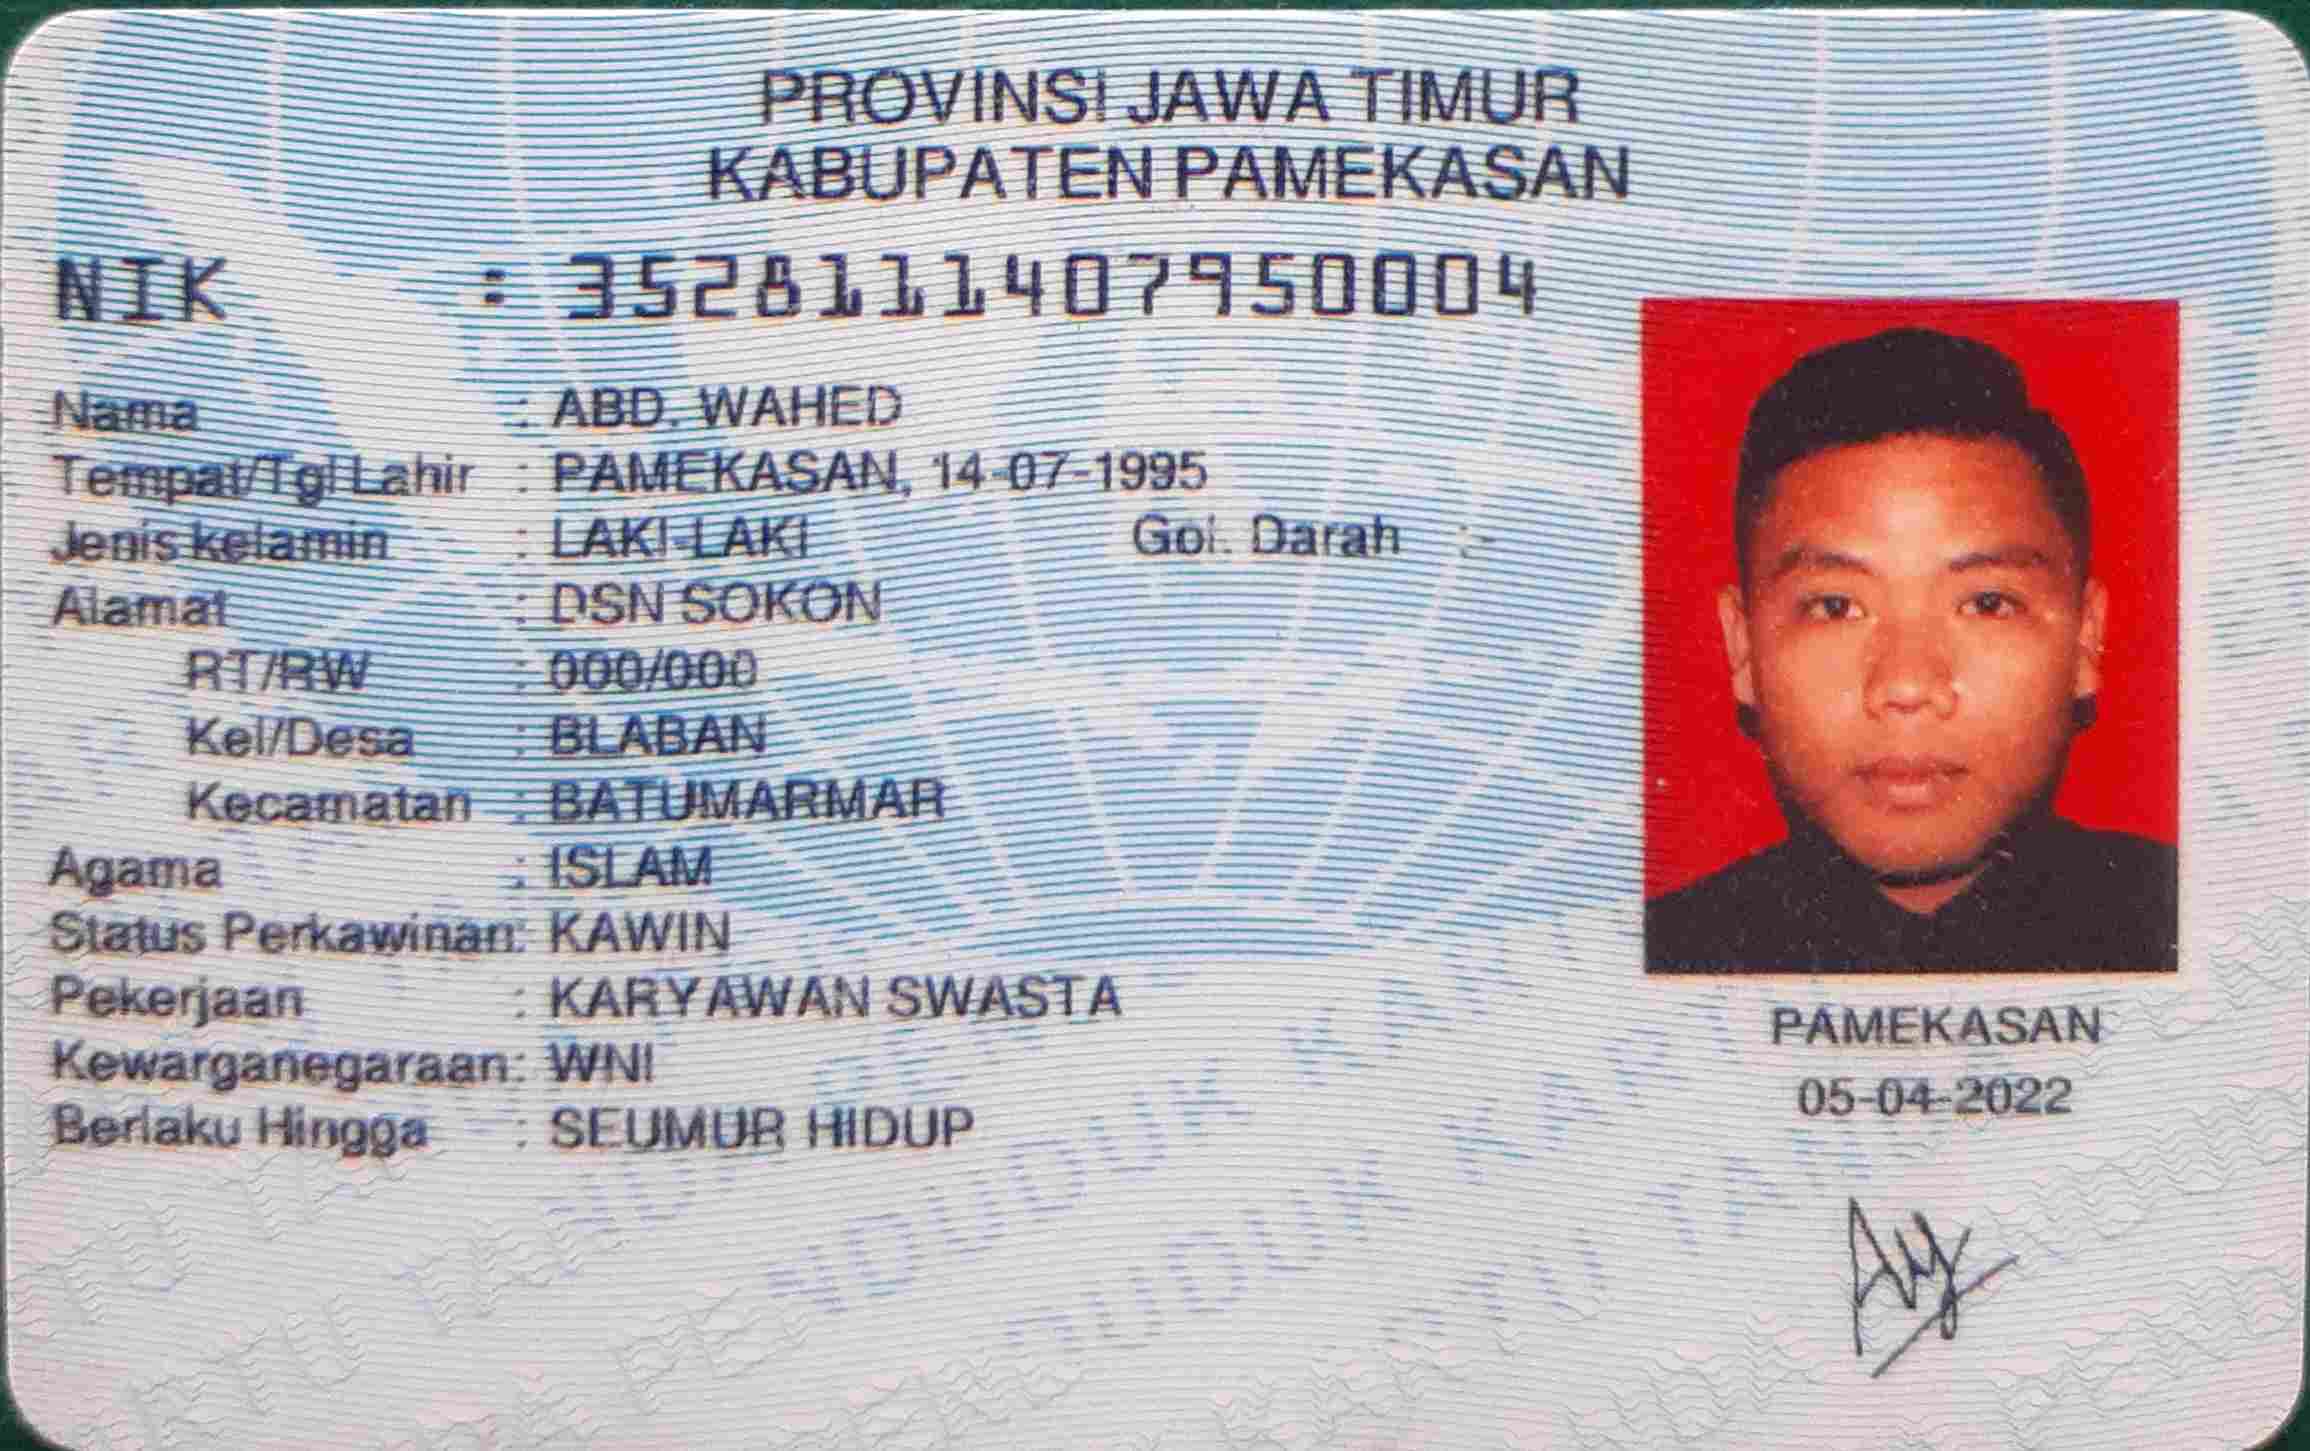 PROVINSI JAWA TIMUR
KABUPATEN PAMEKASAN
NIK : 3528111407950004
Nama : ABD. WAHED
Tempat/Tgl Lahir : PAMEKASAN, 14-07-1995
Jenis kelamin : LAKI-LAKI Gol. Darah : -
Alamat : DSN SOKON
RT/RW : 000/000
Kel/Desa : BLABAN
Kecamatan : BATUMARMAR
Agama : ISLAM
Status Perkawinan: KAWIN
Pekerjaan : KARYAWAN SWASTA
Kewarganegaraan: WNI
Berlaku Hingga : SEUMUR HIDUP
PAMEKASAN
05-04-2022